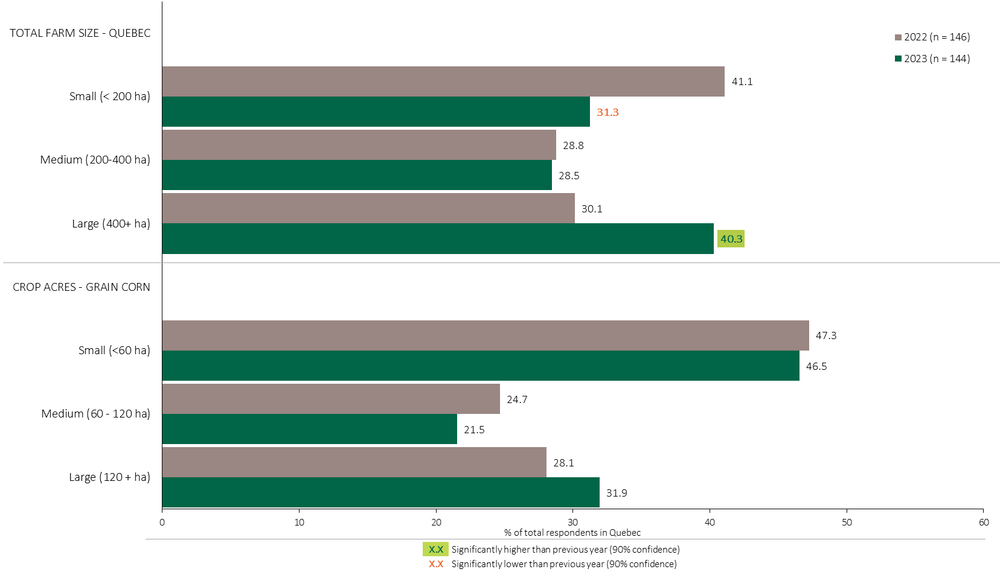 TOTAL FARM SIZE - QUEBEC
2022 (n = 146)
2023 (n = 144)
Small (< 200 ha)
41.1
31.3
Medium (200-400 ha)
28.8
28.5
Large (400+ ha)
30.1
40.3
CROP ACRES - GRAIN CORN
Small (<60 ha)
47.3
46.5
Medium (60 - 120 ha)
24.7
21.5
Large (120 + ha)
28.1
31.9
0 10 20 30 40 50 60
% of total respondents in Quebec
X.X Significantly higher than previous year (90% confidence)
X.X Significantly lower than previous year (90% confidence)